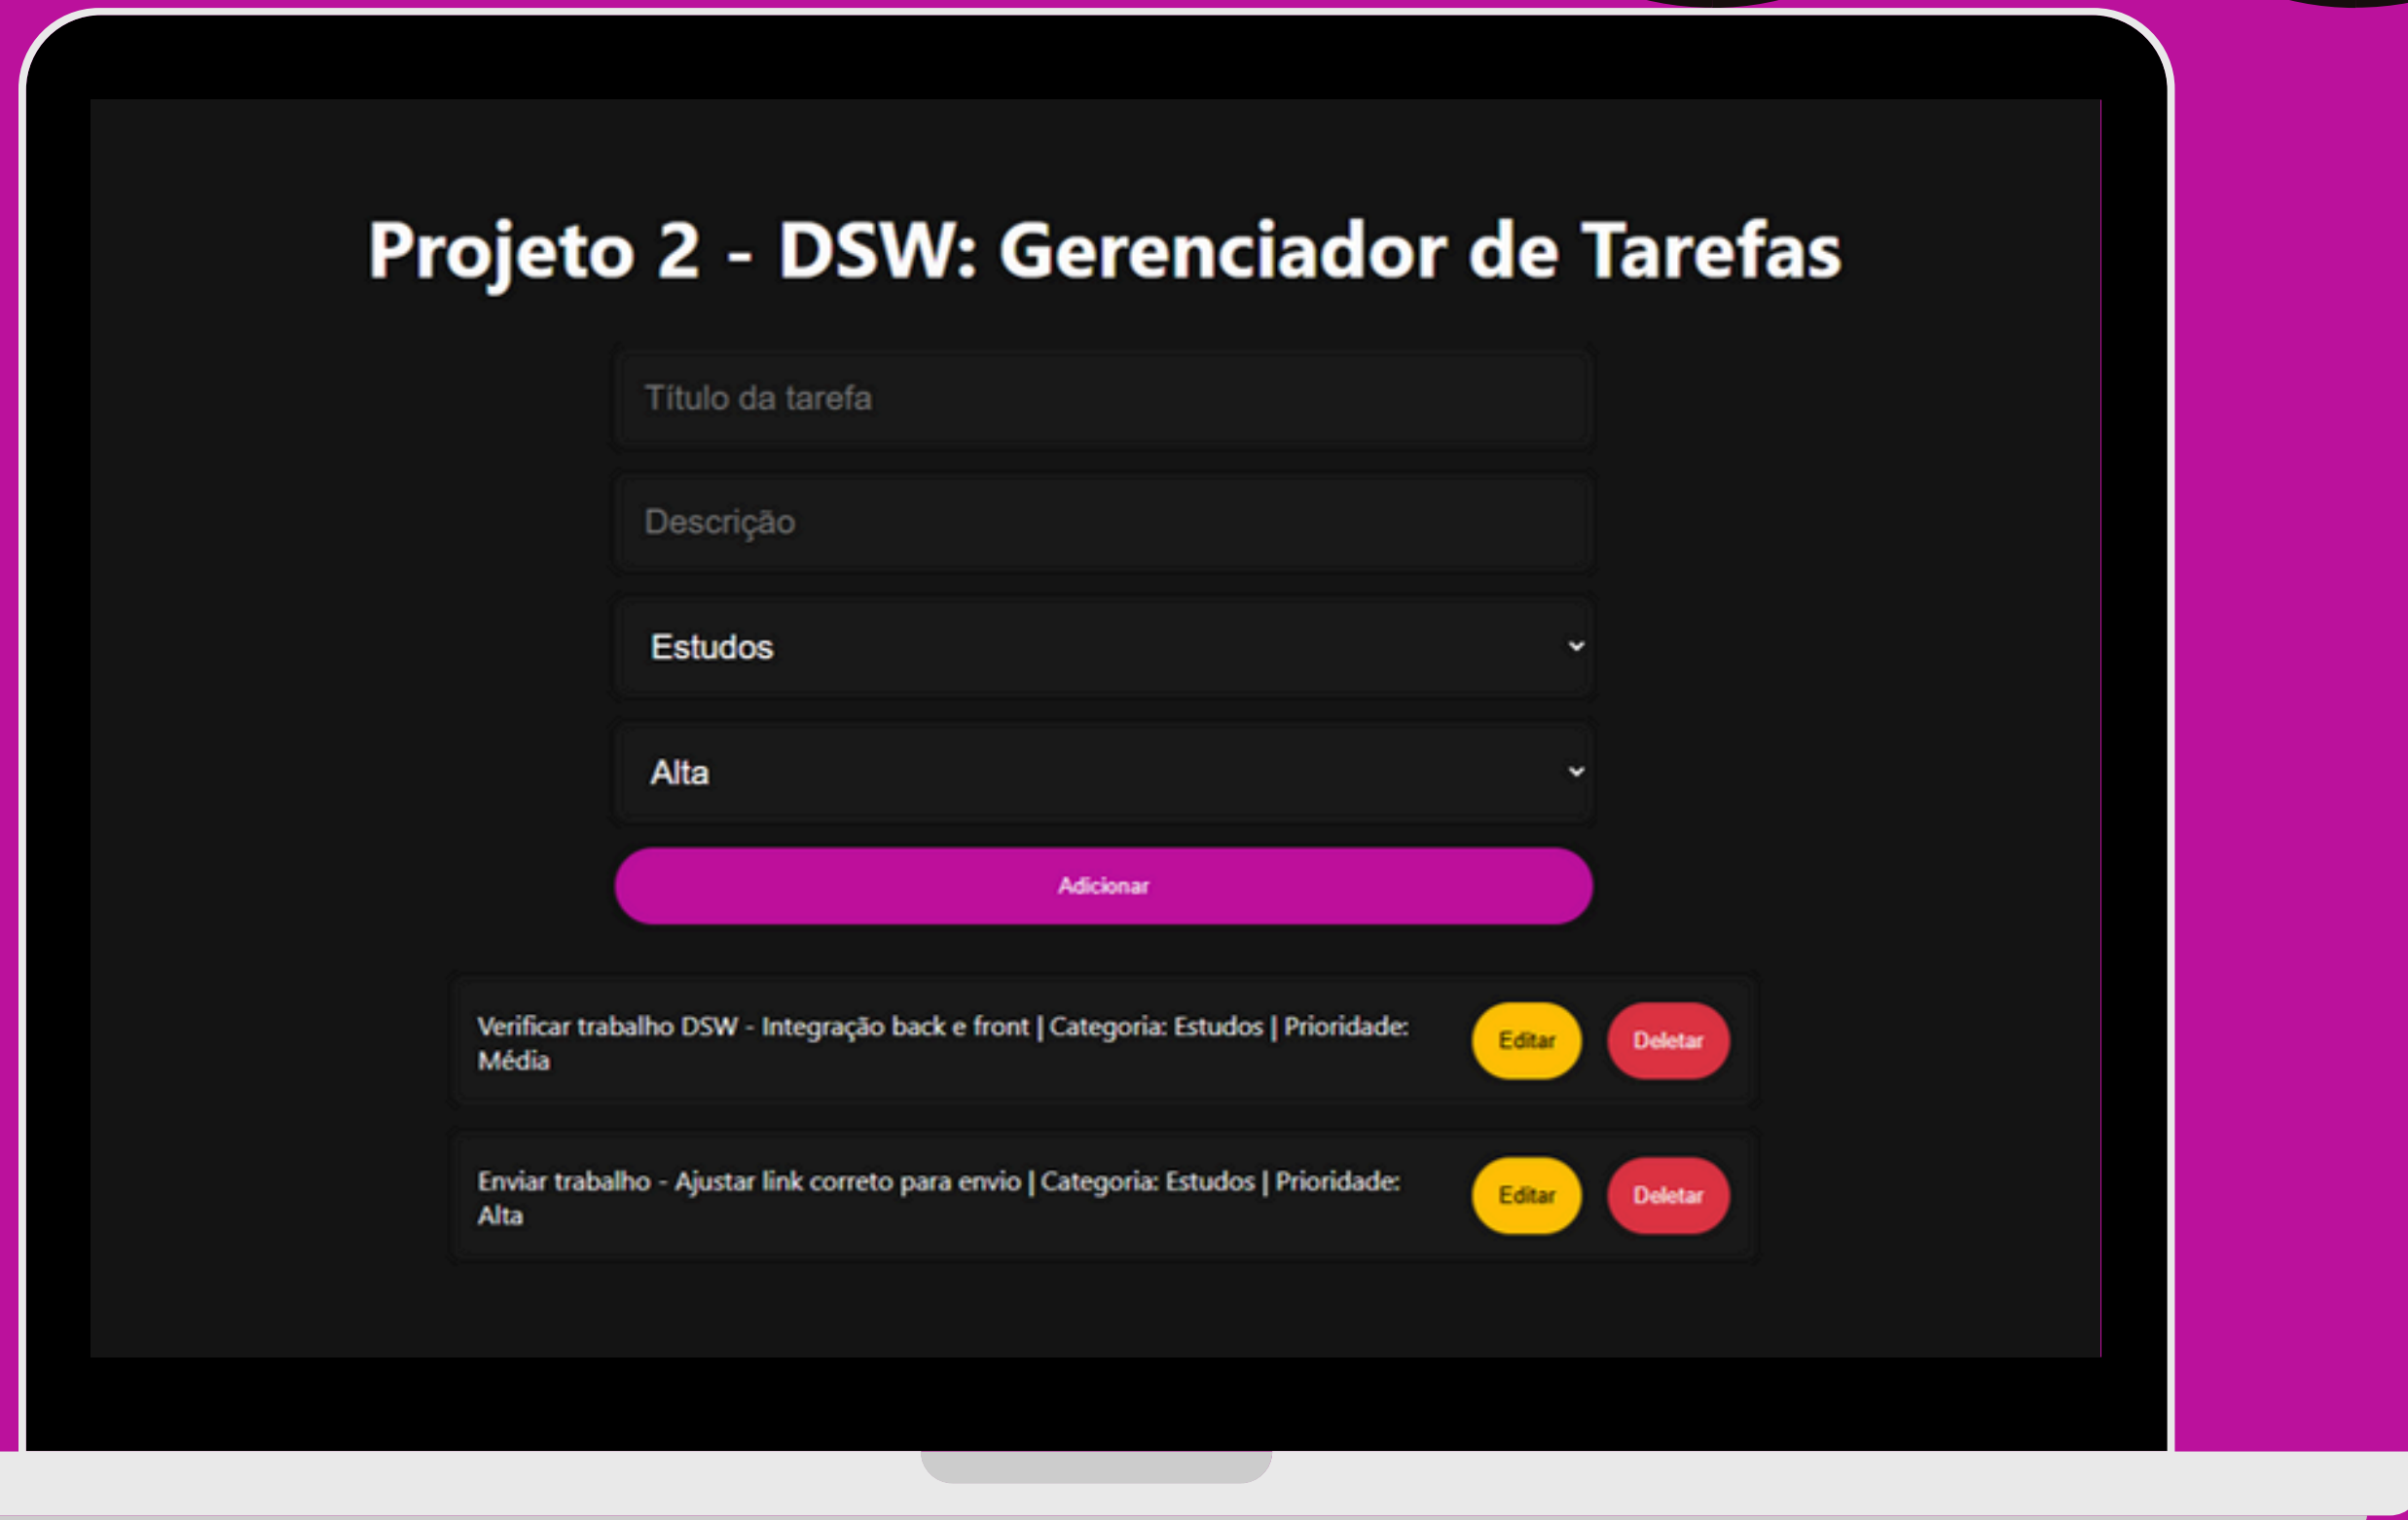 Projeto 2 - DSW: Gerenciador de Tarefas
Título da tarefa
Descrição
Estudos
Alta
Adicionar
Verificar trabalho DSW - Integração back e front | Categoria: Estudos | Prioridade:
Média
Editar
Deletar
Enviar trabalho - Ajustar link correto para envio | Categoria: Estudos | Prioridade:
Alta
Editar
Deletar